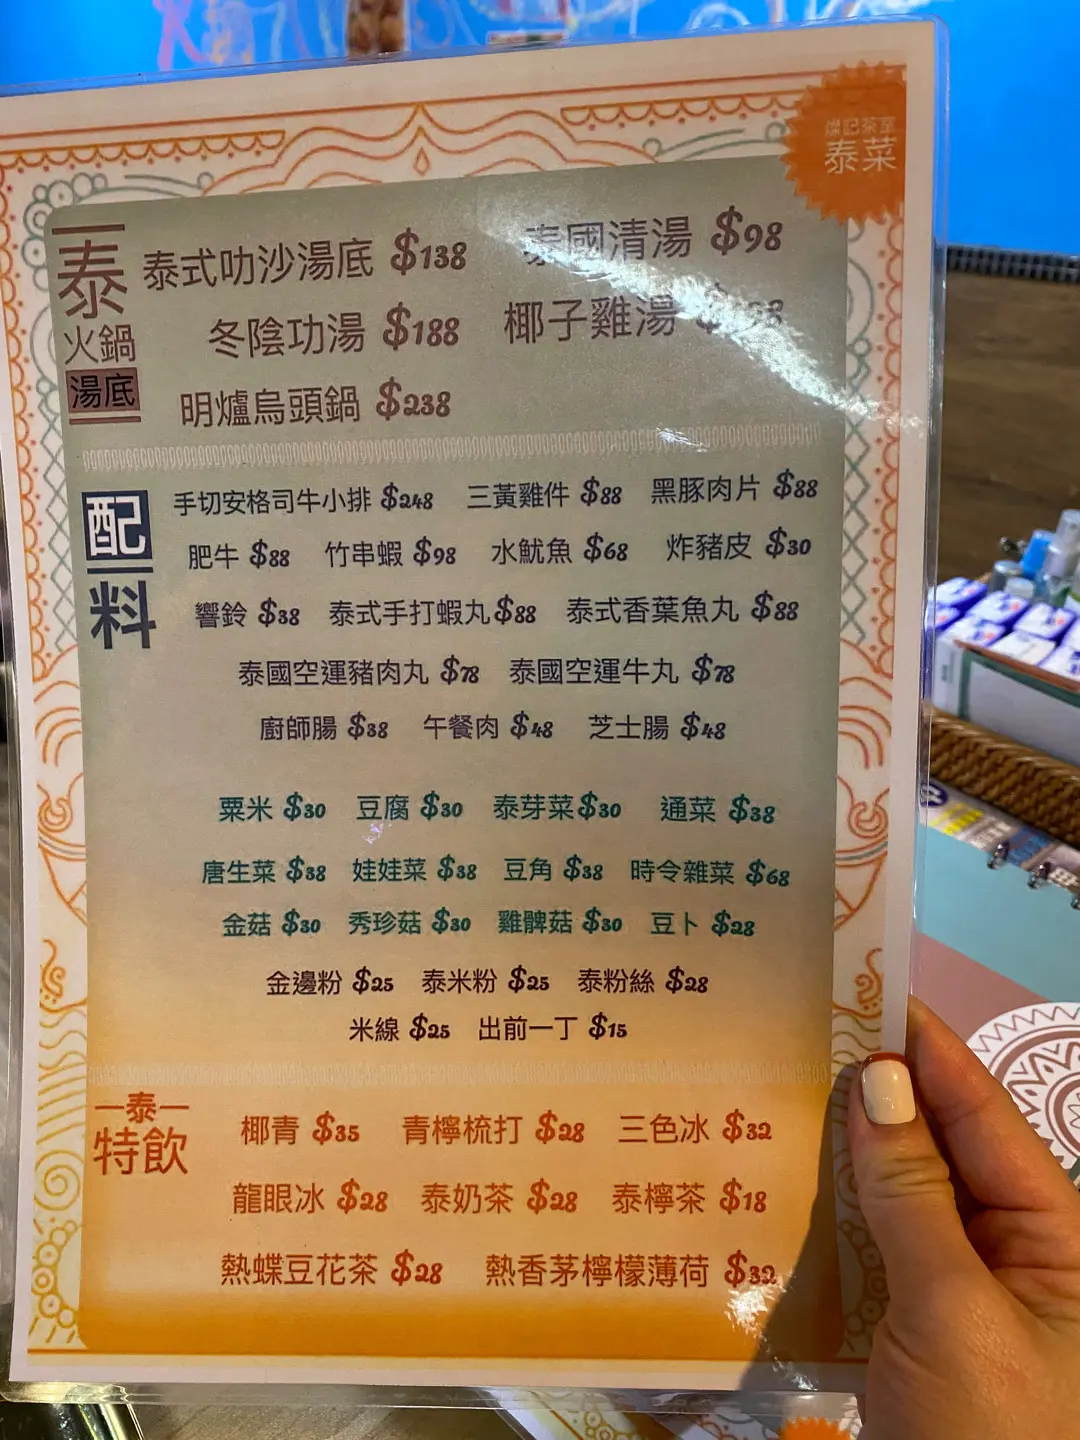 燦記茶室
泰菜
泰
火鍋
湯底
泰式叻沙湯底 $138 泰國清湯 $98
冬陰功湯 $188 椰子雞湯
明爐烏頭鍋 $238
配料
手切安格司牛小排 $248 三黃雞件 $88 黑豚肉片 $88
肥牛 $88 竹串蝦 $98 水魷魚 $68 炸豬皮 $30
響鈴 $38 泰式手打蝦丸 $88 泰式香葉魚丸 $88
泰國空運豬肉丸 $78 泰國空運牛丸 $78
廚師腸 $38 午餐肉 $48 芝士腸 $48
粟米 $30 豆腐 $30 泰芽菜 $30 通菜 $38
唐生菜 $38 娃娃菜 $38 豆角 $38 時令雜菜 $68
金菇 $30 秀珍菇 $30 雞髀菇 $30 豆卜 $28
金邊粉 $25 泰米粉 $25 泰粉絲 $28
米線 $25 出前一丁 $15
泰
特飲
椰青 $35 青檸梳打 $28 三色冰 $32
龍眼冰 $28 泰奶茶 $28 泰檸茶 $18
熱蝶豆花茶 $28 熱香茅檸檬薄荷 $32